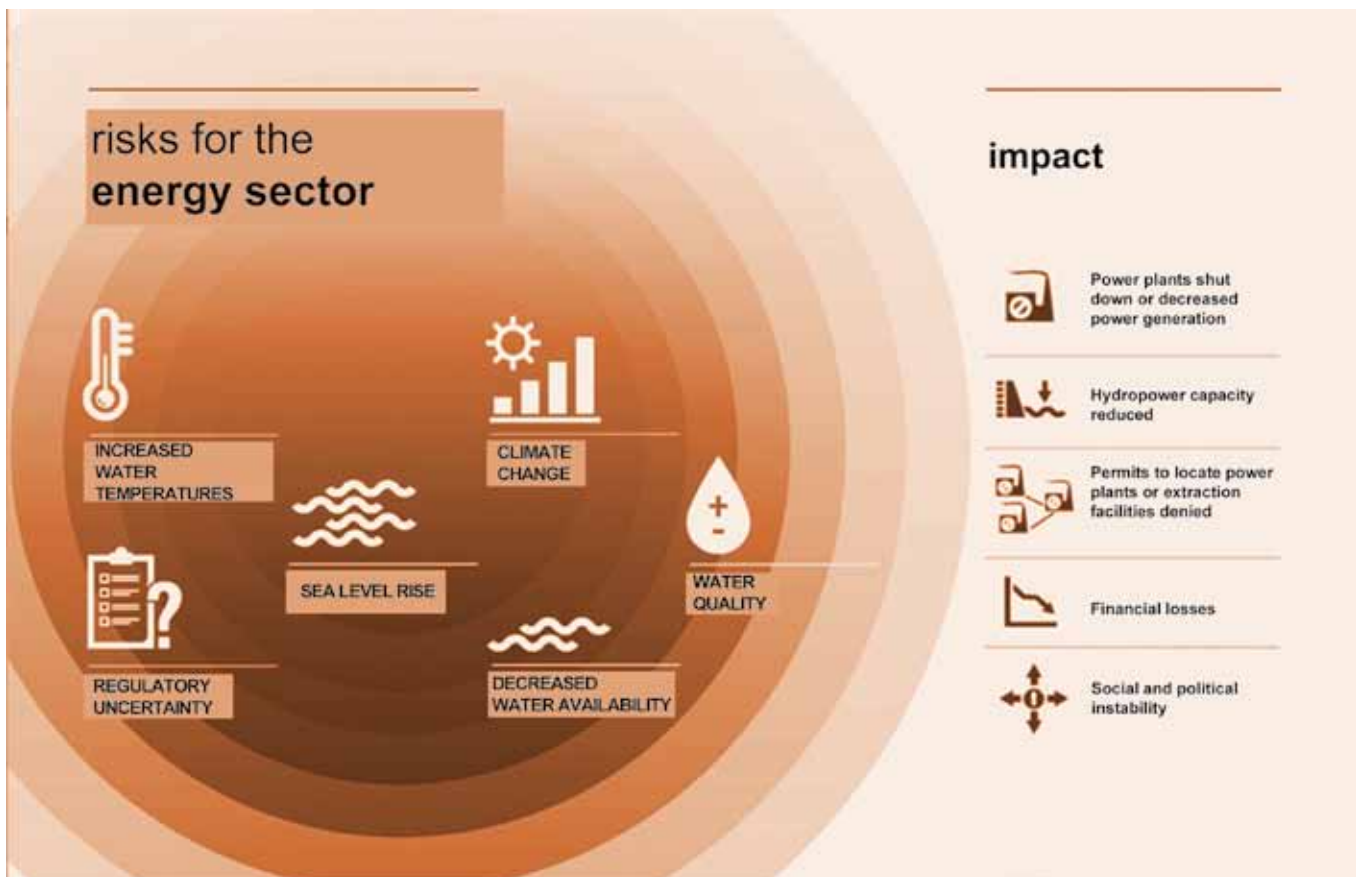 risks for the
energy sector
INCREASED
WATER
TEMPERATURES
CLIMATE
CHANGE
SEA LEVEL RISE
WATER
QUALITY
REGULATORY
UNCERTAINTY
DECREASED
WATER AVAILABILITY
impact
Power plants shut
down or decreased
power generation
Hydropower capacity
reduced
Permits to locate power
plants or extraction
facilities denied
Financial losses
Social and political
instability